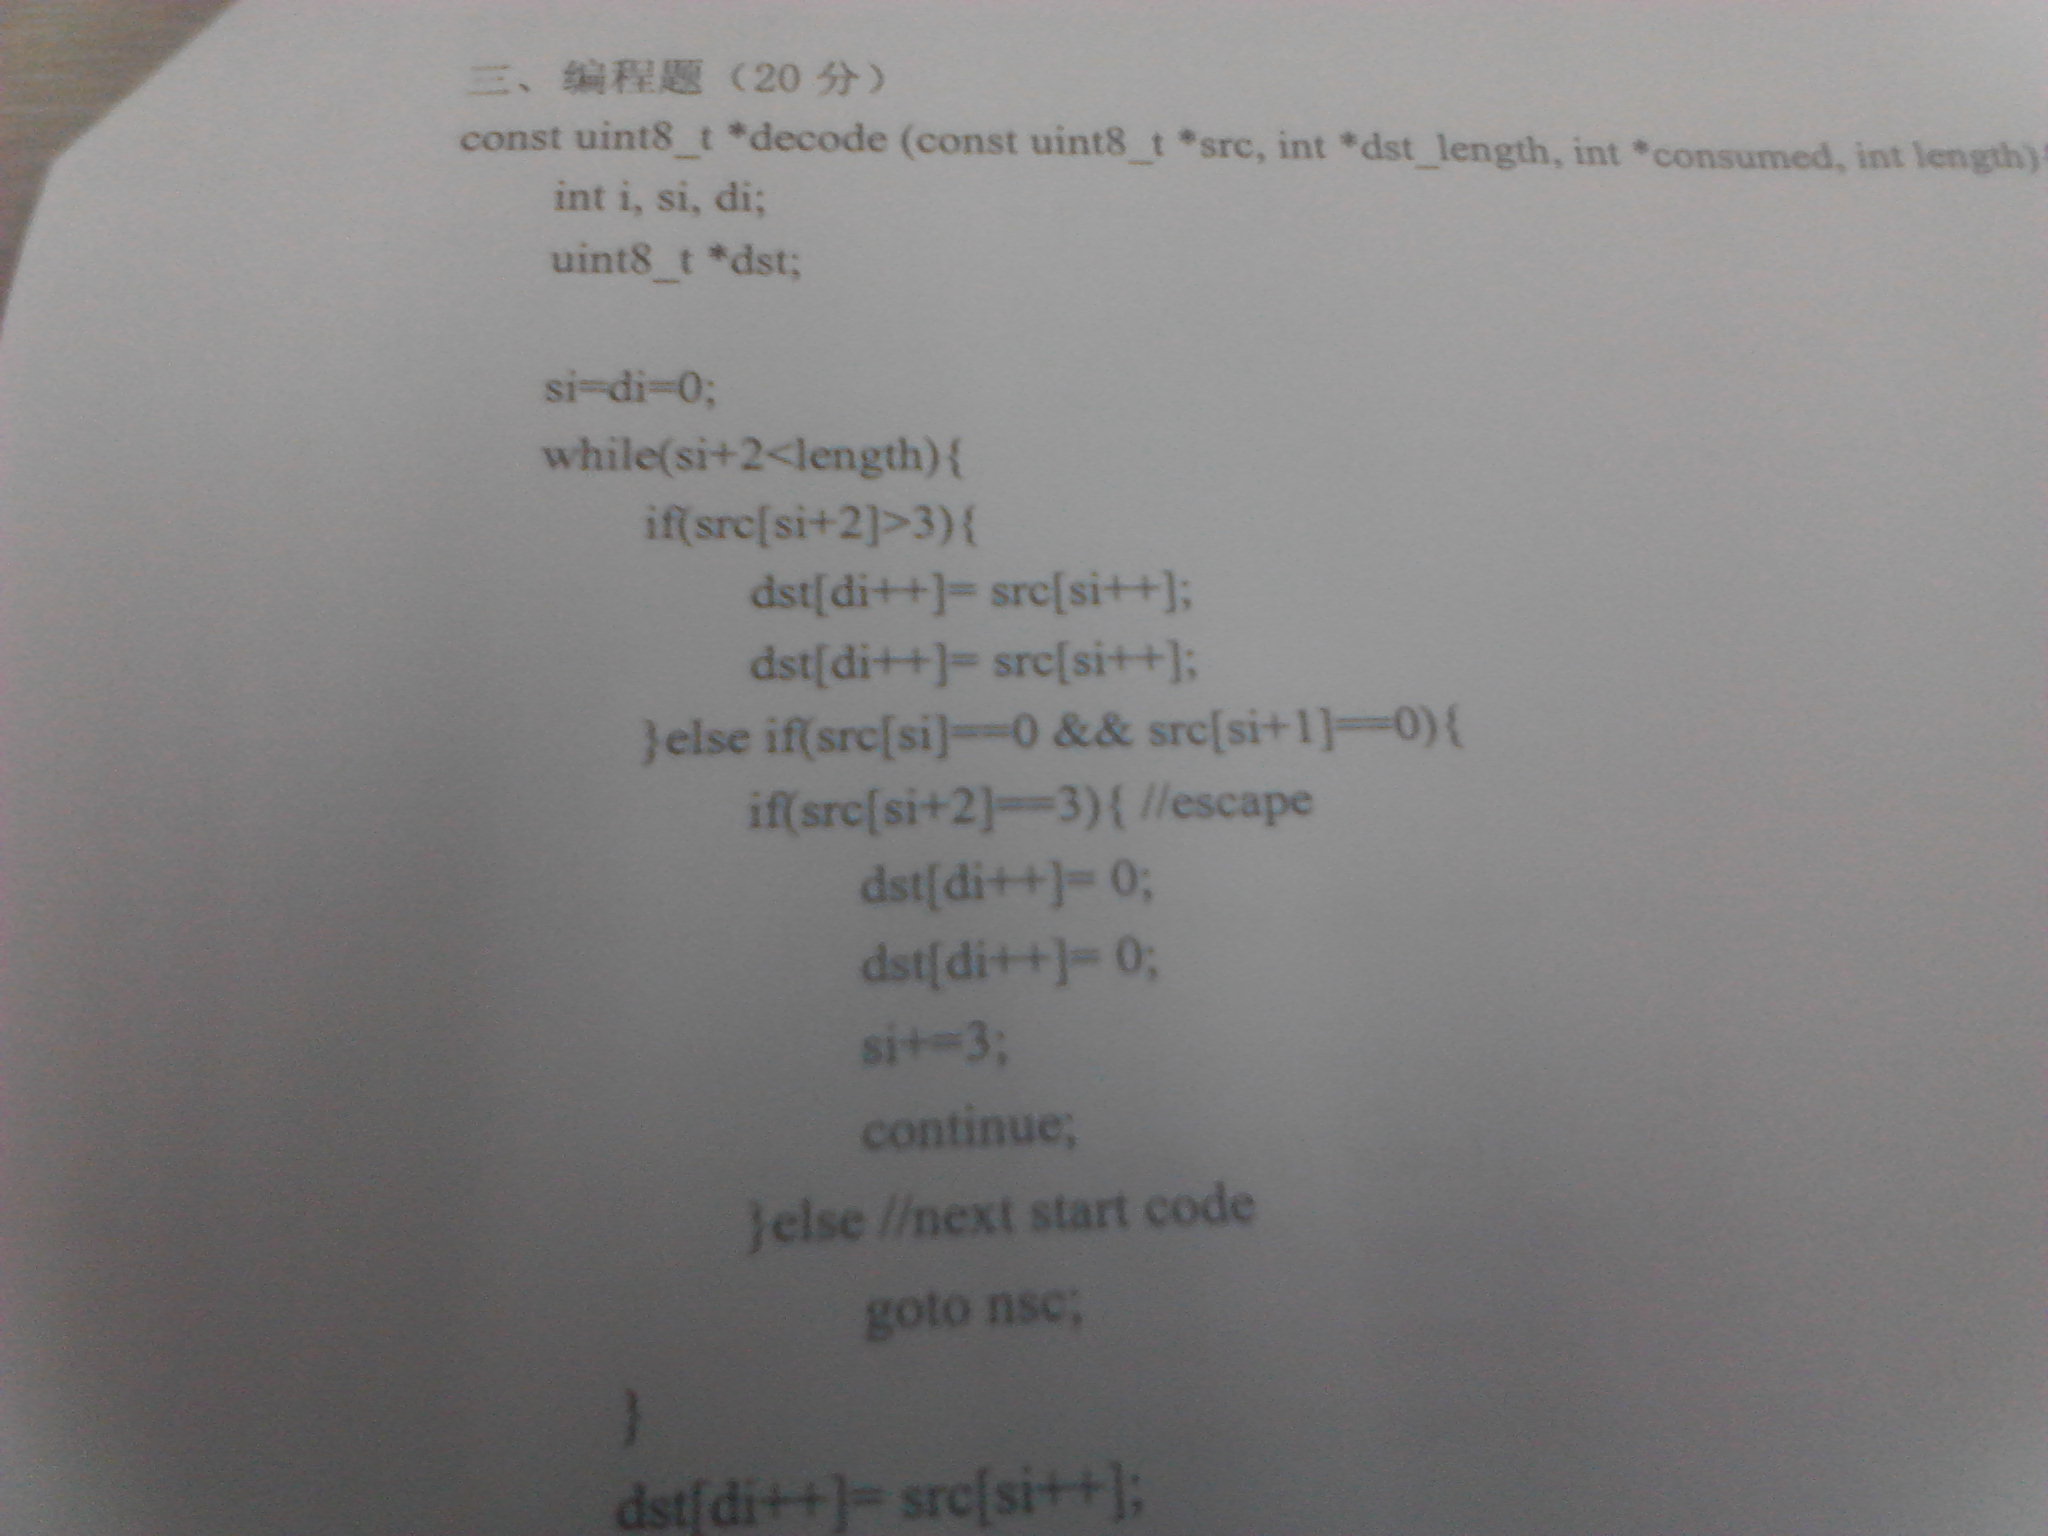 三、编程题（20 分）
const uint8_t *decode (const uint8_t *src, int *dst_length, int *consumed, int length){
int i, si, di;
uint8_t *dst;
si=di=0;
while(si+2<length){
if(src[si+2]>3){
dst[di++]= src[si++];
dst[di++]= src[si++];
}else if(src[si]==0 && src[si+1]==0){
if(src[si+2]==3){ //escape
dst[di++]= 0;
dst[di++]= 0;
si+=3;
continue;
}else //next start code
goto nsc;
}
dst[di++]= src[si++];